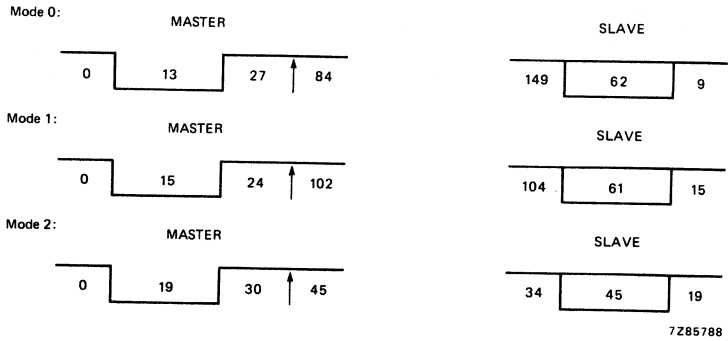 Mode 0:
MASTER
SLAVE
0 13 27 84
149 62 9
Mode 1:
MASTER
SLAVE
0 15 24 102
104 61 15
Mode 2:
MASTER
SLAVE
0 19 30 45
34 45 19
7Z85788